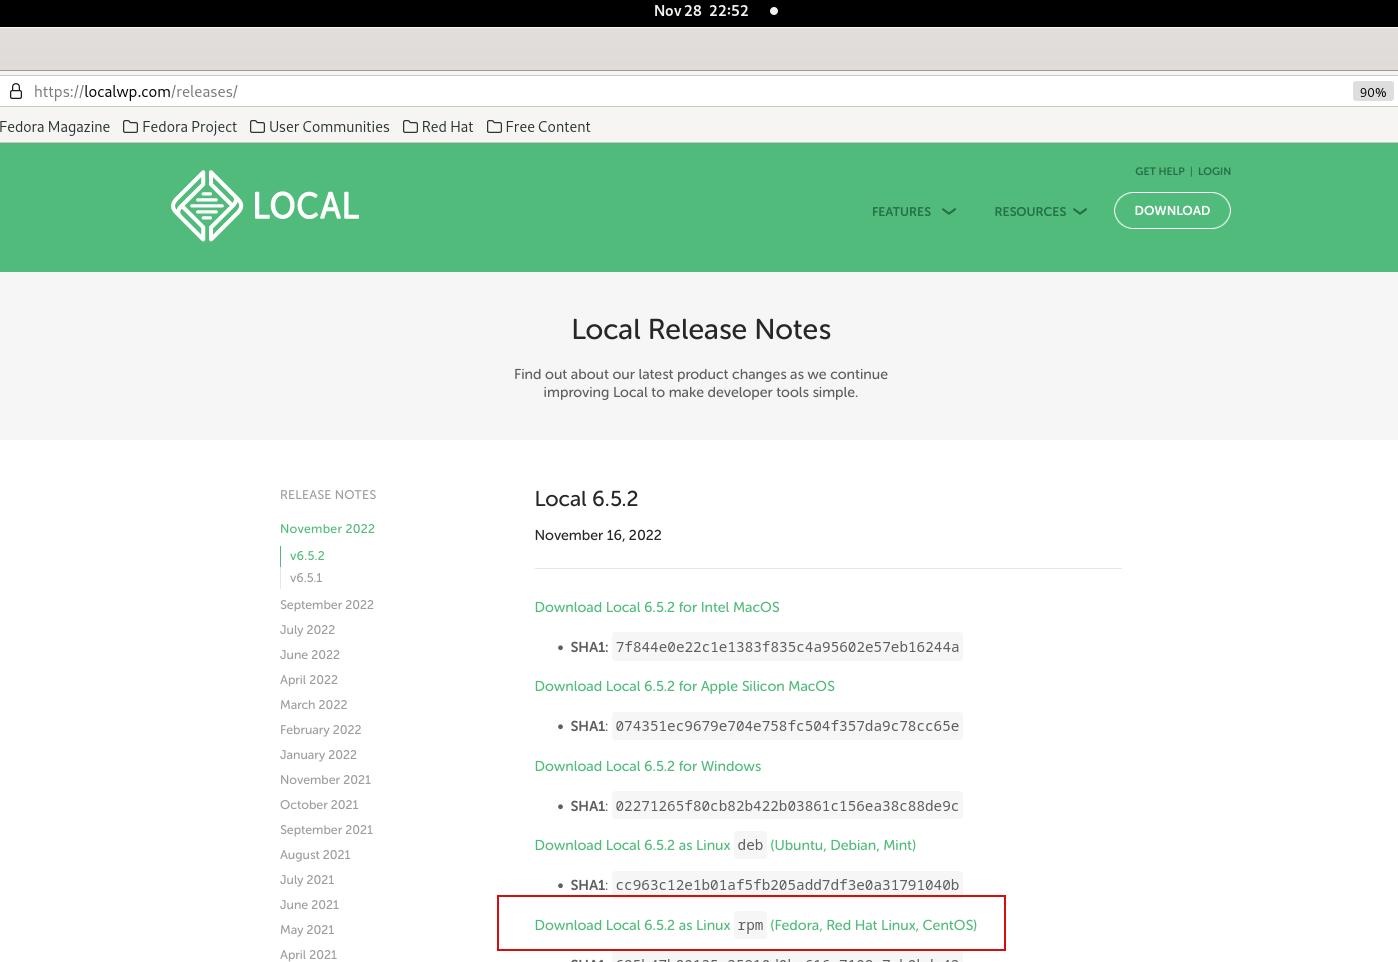 Nov 28 22:52
https://localwp.com/releases/
90%
Fedora Magazine Fedora Project User Communities Red Hat Free Content
GET HELP | LOGIN
LOCAL
FEATURES RESOURCES DOWNLOAD
Local Release Notes
Find out about our latest product changes as we continue
improving Local to make developer tools simple.
RELEASE NOTES
November 2022
v6.5.2
v6.5.1
September 2022
July 2022
June 2022
April 2022
March 2022
February 2022
January 2022
November 2021
October 2021
September 2021
August 2021
July 2021
June 2021
May 2021
April 2021
Local 6.5.2
November 16, 2022
Download Local 6.5.2 for Intel MacOS
• SHA1: 7f844e0e22c1e1383f835c4a95602e57eb16244a
Download Local 6.5.2 for Apple Silicon MacOS
• SHA1: 074351ec9679e704e758fc504f357da9c78cc65e
Download Local 6.5.2 for Windows
• SHA1: 02271265f80cb82b422b03861c156ea38c88de9c
Download Local 6.5.2 as Linux deb (Ubuntu, Debian, Mint)
• SHA1: cc963c12e1b01af5fb205add7df3e0a31791040b
Download Local 6.5.2 as Linux rpm (Fedora, Red Hat Linux, CentOS)